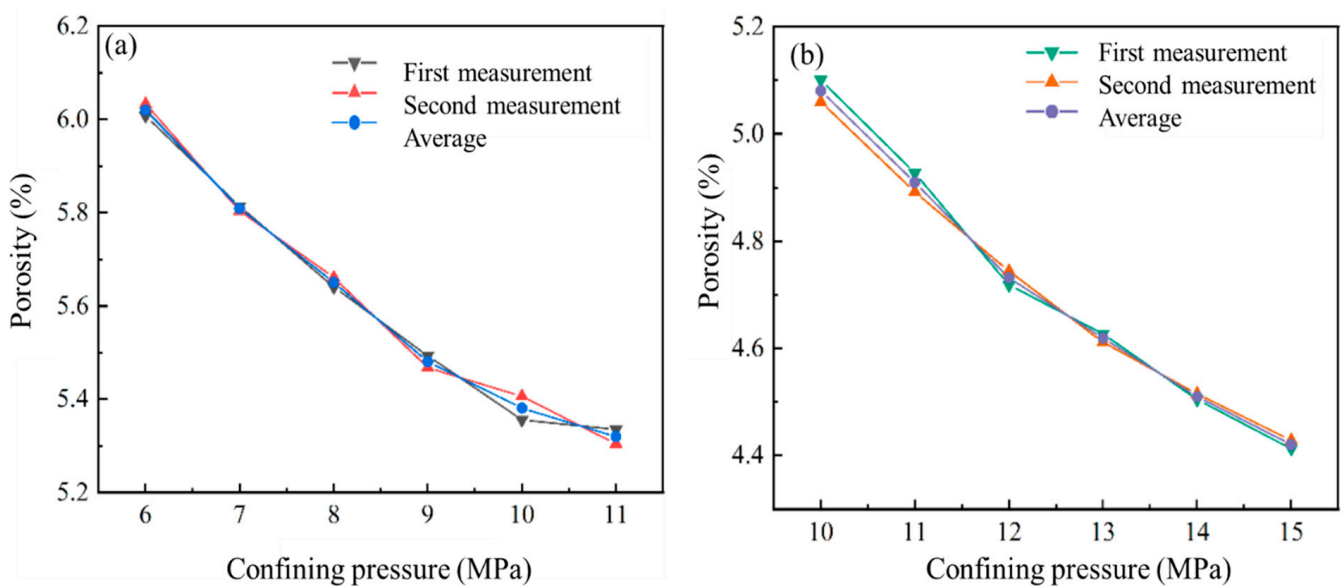 (a)
First measurement
Second measurement
Average
6.2
6.0
5.8
5.6
5.4
5.2
Porosity (%)
6 7 8 9 10 11
Confining pressure (MPa)
(b)
First measurement
Second measurement
Average
5.2
5.0
4.8
4.6
4.4
Porosity (%)
10 11 12 13 14 15
Confining pressure (MPa)